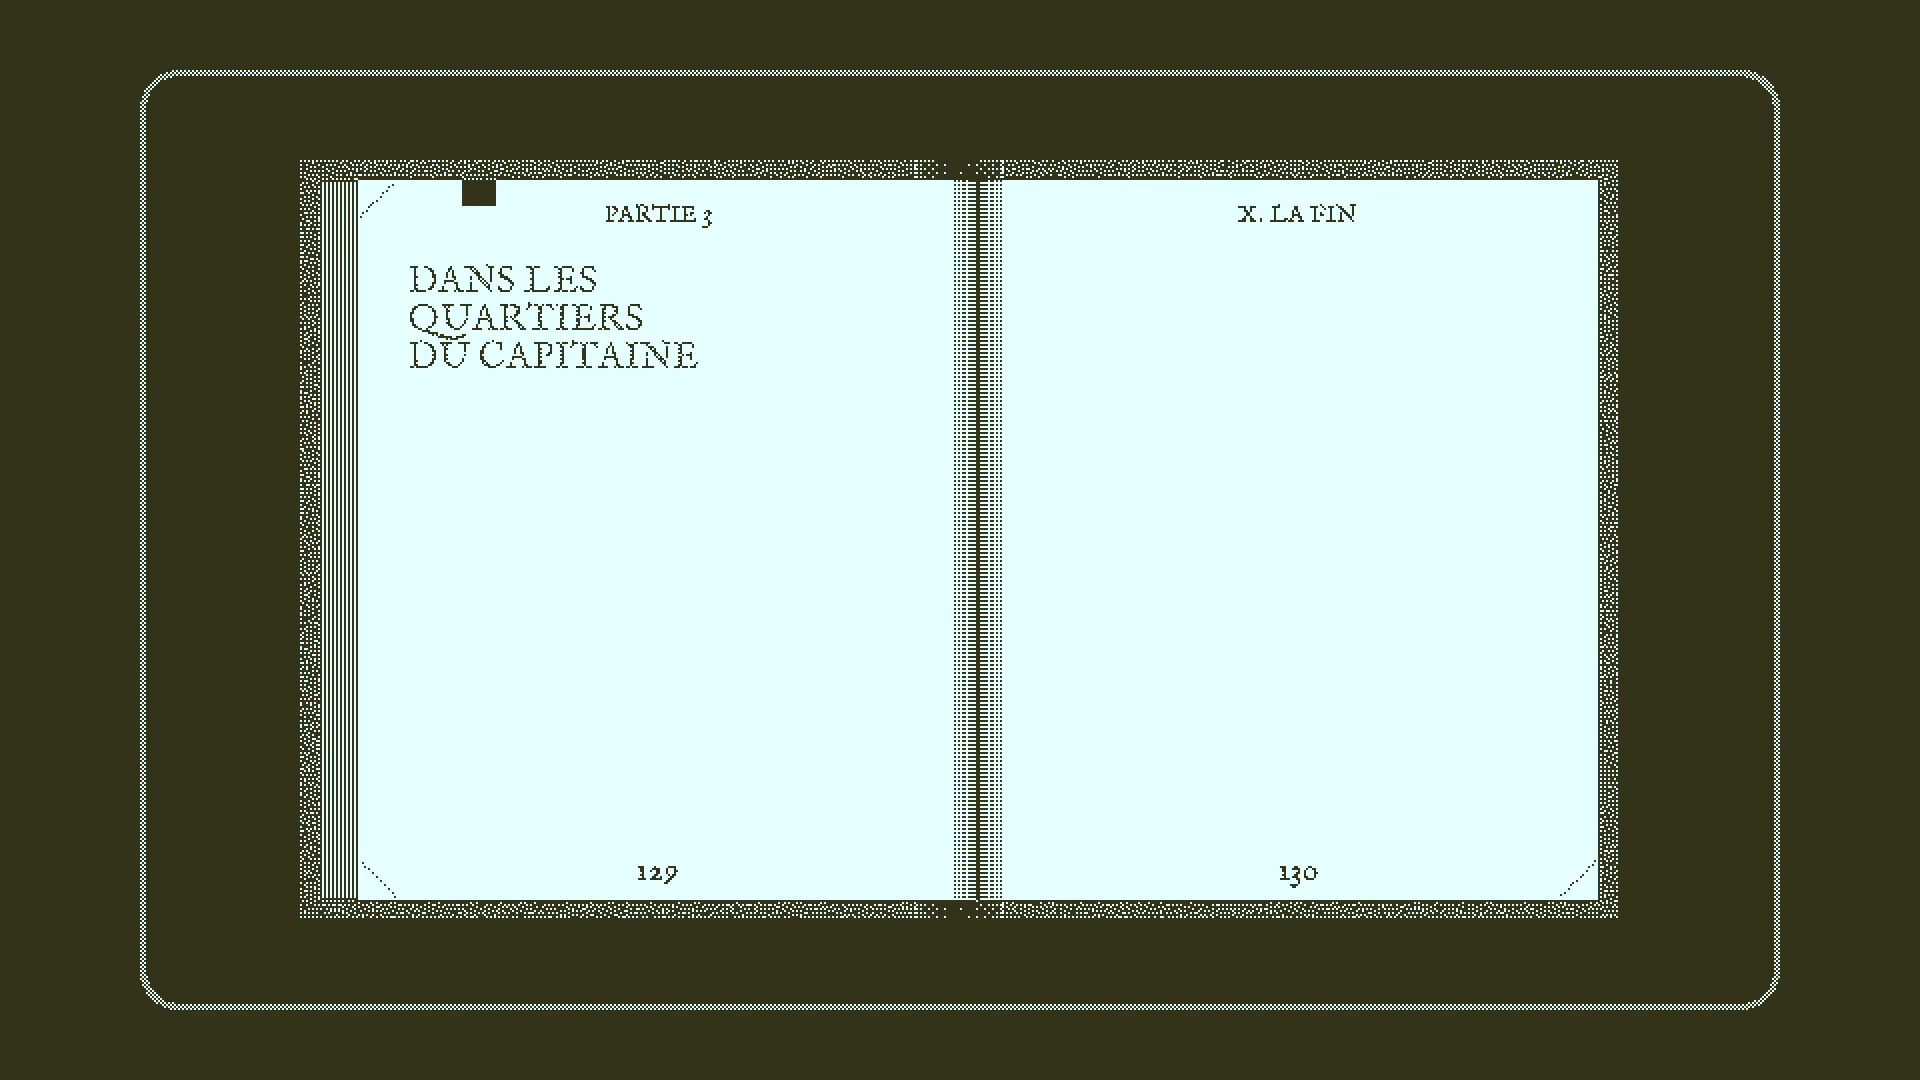 PARTIE 3
DANS LES
QUARTIERS
DU CAPITAINE
129
X. LA FIN
130